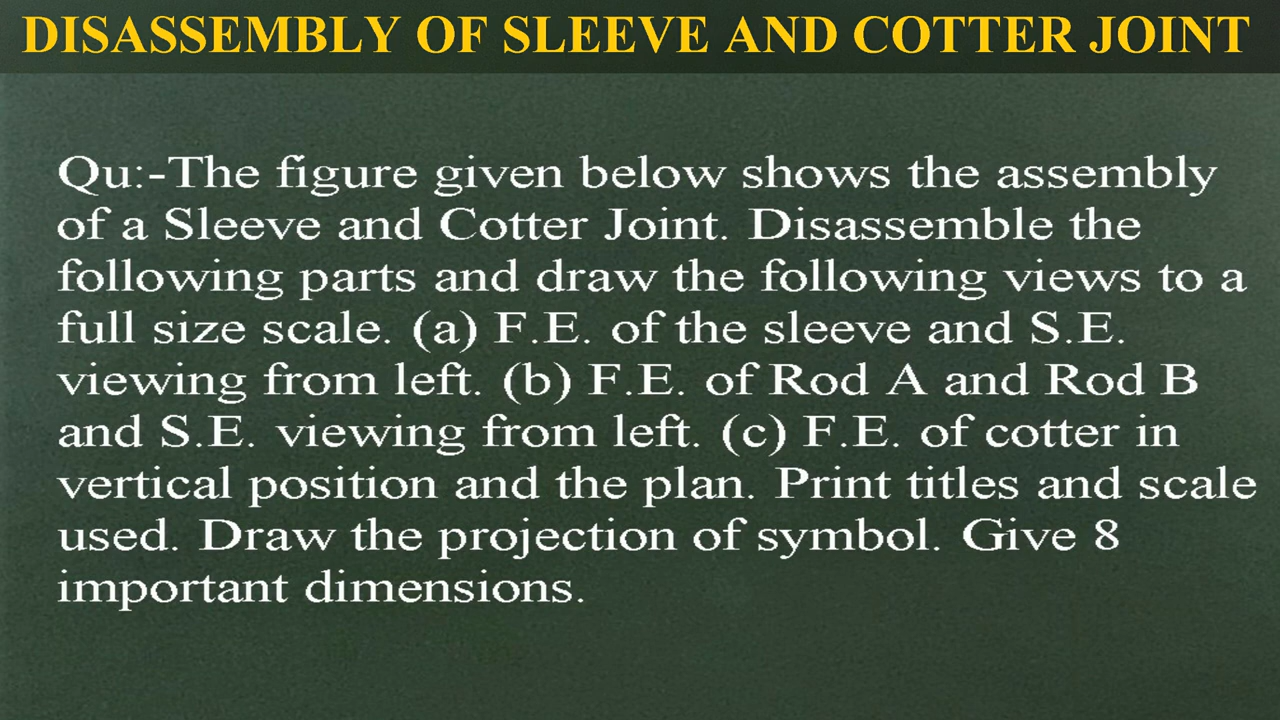 DISASSEMBLY OF SLEEVE AND COTTER JOINT
Qu:-The figure given below shows the assembly
of a Sleeve and Cotter Joint. Disassemble the
following parts and draw the following views to a
full size scale. (a) F.E. of the sleeve and S.E.
viewing from left. (b) F.E. of Rod A and Rod B
and S.E. viewing from left. (c) F.E. of cotter in
vertical position and the plan. Print titles and scale
used. Draw the projection of symbol. Give 8
important dimensions.